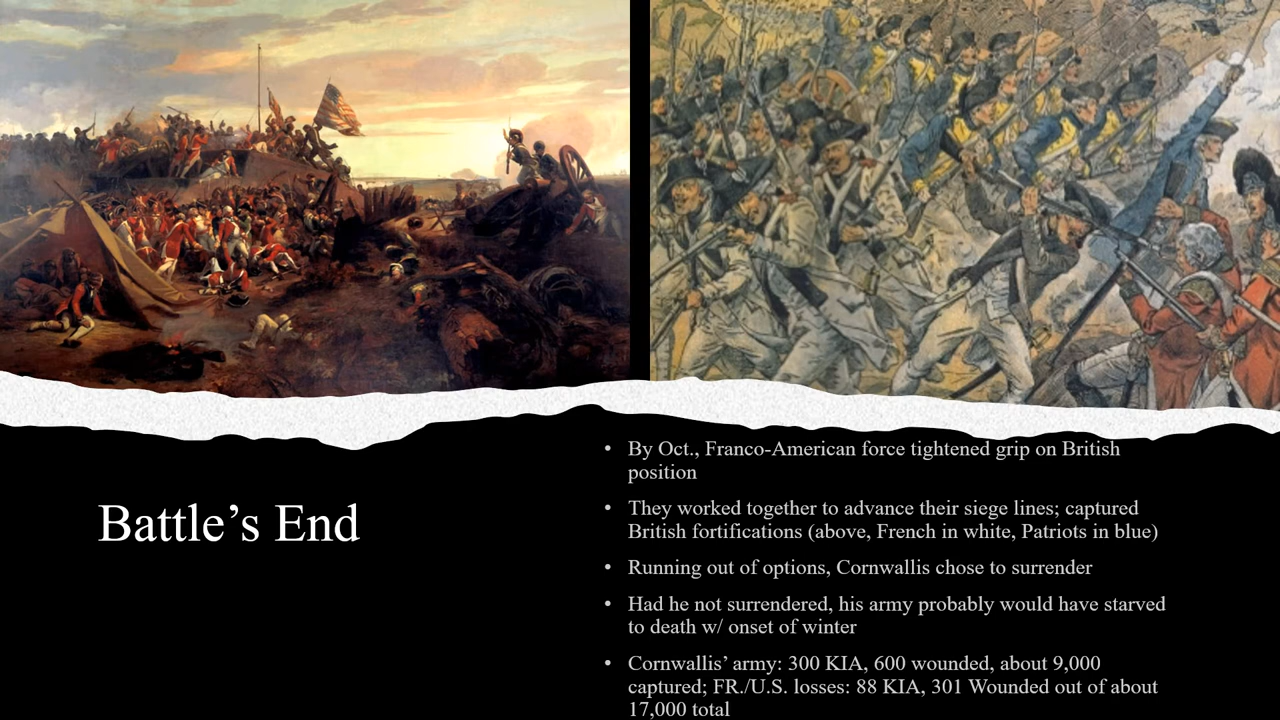 Battle’s End
• By Oct., Franco-American force tightened grip on British
position
• They worked together to advance their siege lines; captured
British fortifications (above, French in white, Patriots in blue)
• Running out of options, Cornwallis chose to surrender
• Had he not surrendered, his army probably would have starved
to death w/ onset of winter
• Cornwallis’ army: 300 KIA, 600 wounded, about 9,000
captured; FR./U.S. losses: 88 KIA, 301 Wounded out of about
17,000 total